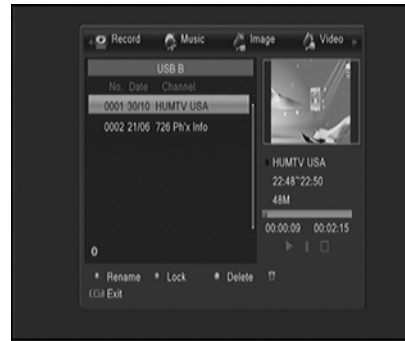 Record Music Image Video
USB B
No. Date Channel
0001 30/10 HUMTV USA
0002 21/06 726 Ph'x Info
HUMTV USA
22:48~22:50
48M
00:00:09 00:02:15
0
Rename Lock Delete
Exit